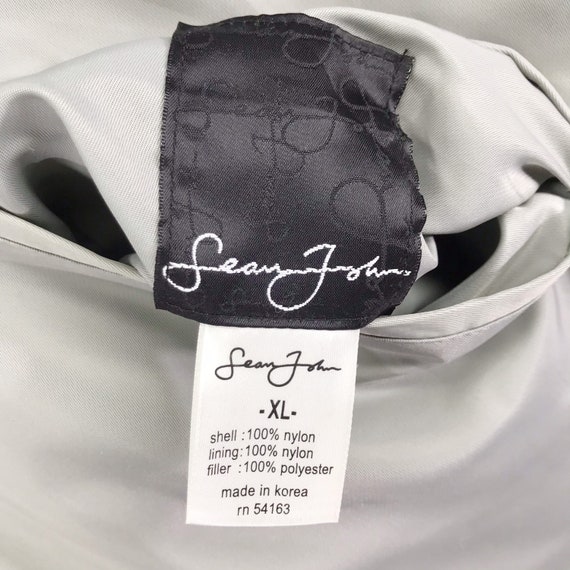 Sean John
Sean John
-XL-
shell :100% nylon
lining:100% nylon
filler :100% polyester
made in korea
rn 54163